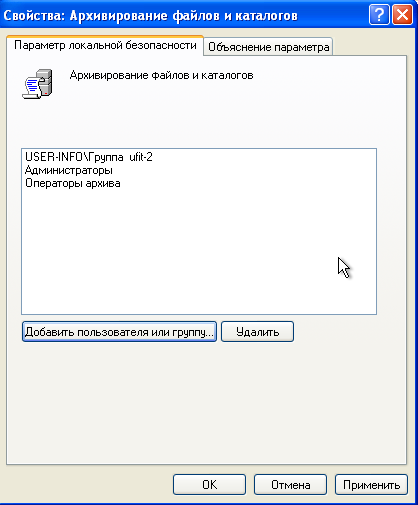 Свойства: Архивирование файлов и каталогов
Параметр локальной безопасности
Объяснение параметра
Архивирование файлов и каталогов
USER-INFO\Группа ufit-2
Администраторы
Операторы архива
Добавить пользователя или группу...
Удалить
OK
Отмена
Применить